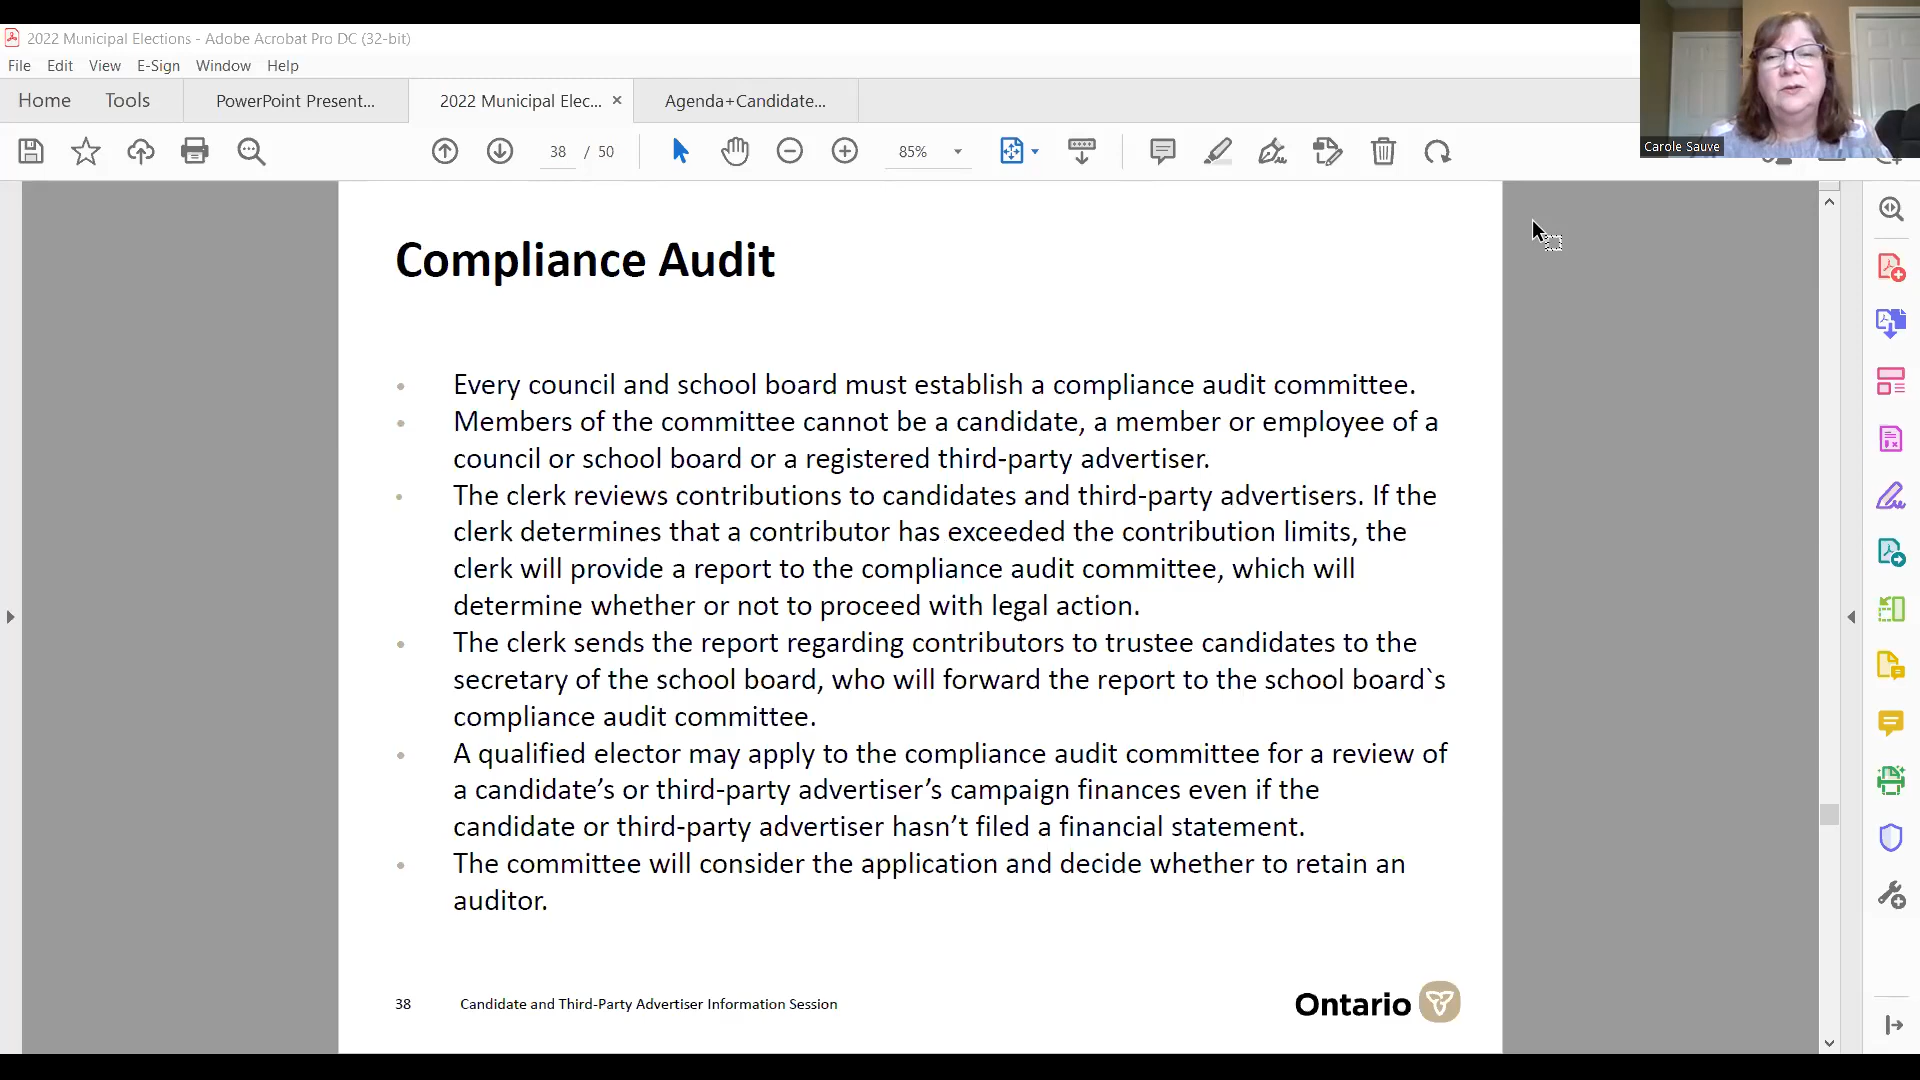 2022 Municipal Elections - Adobe Acrobat Pro DC (32-bit)
File Edit View E-Sign Window Help
Home Tools PowerPoint Present... 2022 Municipal Elec... × Agenda+Candidate...
38 / 50 85%
Carole Sauve
Compliance Audit
• Every council and school board must establish a compliance audit committee.
• Members of the committee cannot be a candidate, a member or employee of a
council or school board or a registered third-party advertiser.
• The clerk reviews contributions to candidates and third-party advertisers. If the
clerk determines that a contributor has exceeded the contribution limits, the
clerk will provide a report to the compliance audit committee, which will
determine whether or not to proceed with legal action.
• The clerk sends the report regarding contributors to trustee candidates to the
secretary of the school board, who will forward the report to the school board`s
compliance audit committee.
• A qualified elector may apply to the compliance audit committee for a review of
a candidate’s or third-party advertiser’s campaign finances even if the
candidate or third-party advertiser hasn’t filed a financial statement.
• The committee will consider the application and decide whether to retain an
auditor.
38 Candidate and Third-Party Advertiser Information Session
Ontario